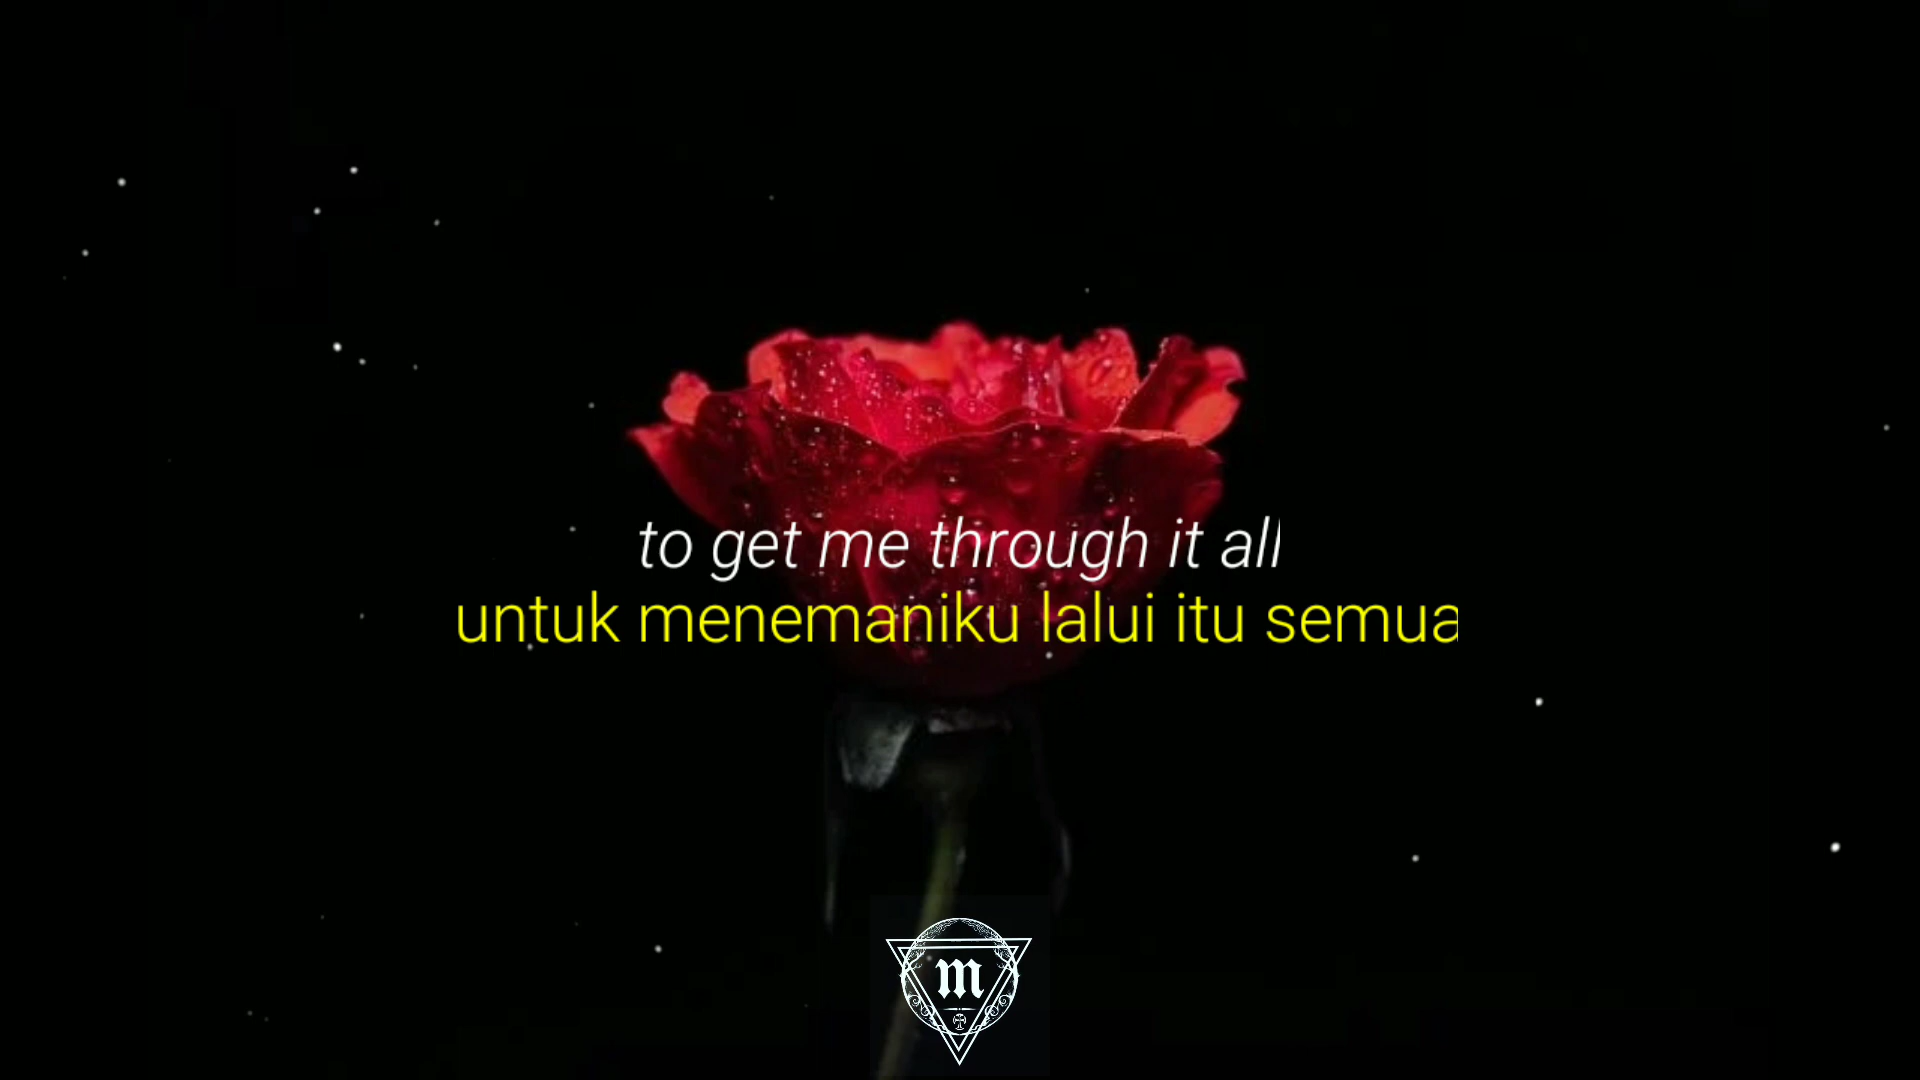 to get me through it all
untuk menemaniku lalui itu semua
m